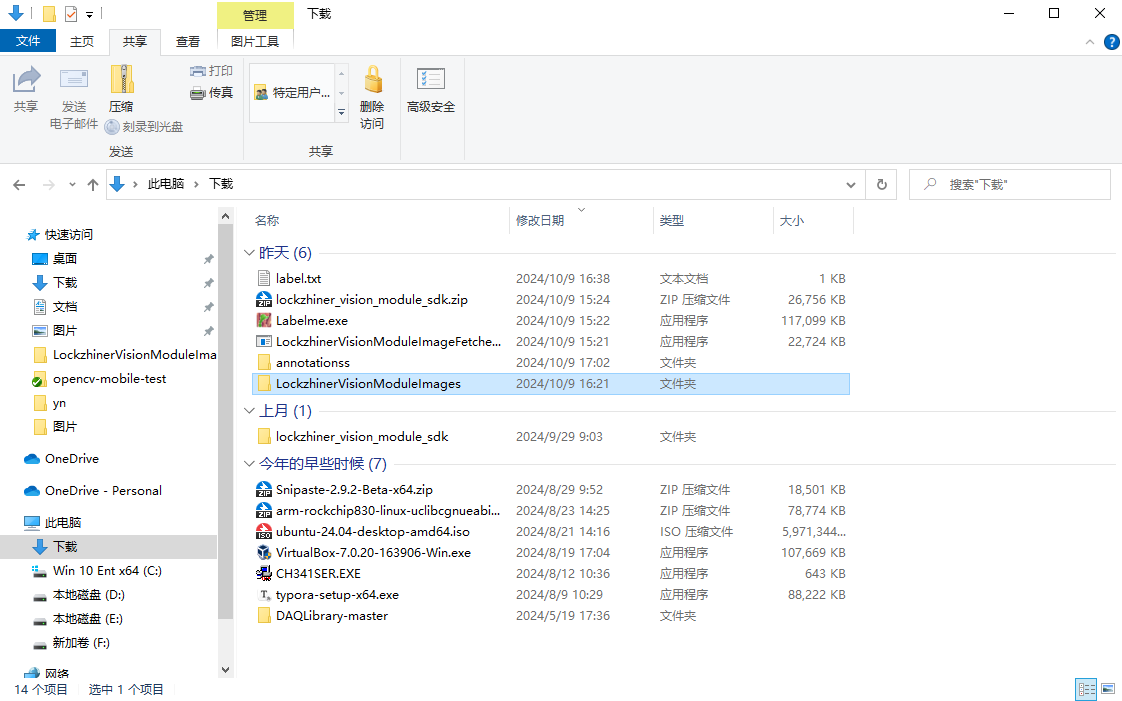 管理
下载
文件
主页
共享
查看
图片工具
共享
发送
电子邮件
压缩
刻录到光盘
打印
传真
发送
特定用户...
删除
访问
共享
高级安全
此电脑 › 下载
搜索"下载"
名称 修改日期 类型 大小
快速访问
桌面
下载
文档
图片
LockzhinerVisionModuleIma
opencv-mobile-test
yn
图片
OneDrive
OneDrive - Personal
此电脑
下载
Win 10 Ent x64 (C:)
本地磁盘 (D:)
本地磁盘 (E:)
新加卷 (F:)
网络
昨天 (6)
label.txt 2024/10/9 16:38 文本文档 1 KB
lockzhiner_vision_module_sdk.zip 2024/10/9 15:24 ZIP 压缩文件 26,756 KB
Labelme.exe 2024/10/9 15:22 应用程序 117,099 KB
LockzhinerVisionModuleImageFetche... 2024/10/9 15:21 应用程序 22,724 KB
annotationss 2024/10/9 17:02 文件夹
LockzhinerVisionModuleImages 2024/10/9 16:21 文件夹
上月 (1)
lockzhiner_vision_module_sdk 2024/9/29 9:03 文件夹
今年的早些时候 (7)
Snipaste-2.9.2-Beta-x64.zip 2024/8/29 9:52 ZIP 压缩文件 18,501 KB
arm-rockchip830-linux-uclibcgnueabi... 2024/8/23 14:25 ZIP 压缩文件 78,774 KB
ubuntu-24.04-desktop-amd64.iso 2024/8/21 14:16 ISO 压缩文件 5,971,344...
VirtualBox-7.0.20-163906-Win.exe 2024/8/19 17:04 应用程序 107,669 KB
CH341SER.EXE 2024/8/12 10:36 应用程序 643 KB
typora-setup-x64.exe 2024/8/9 10:29 应用程序 88,222 KB
DAQLibrary-master 2024/5/19 17:36 文件夹
14 个项目 选中 1 个项目